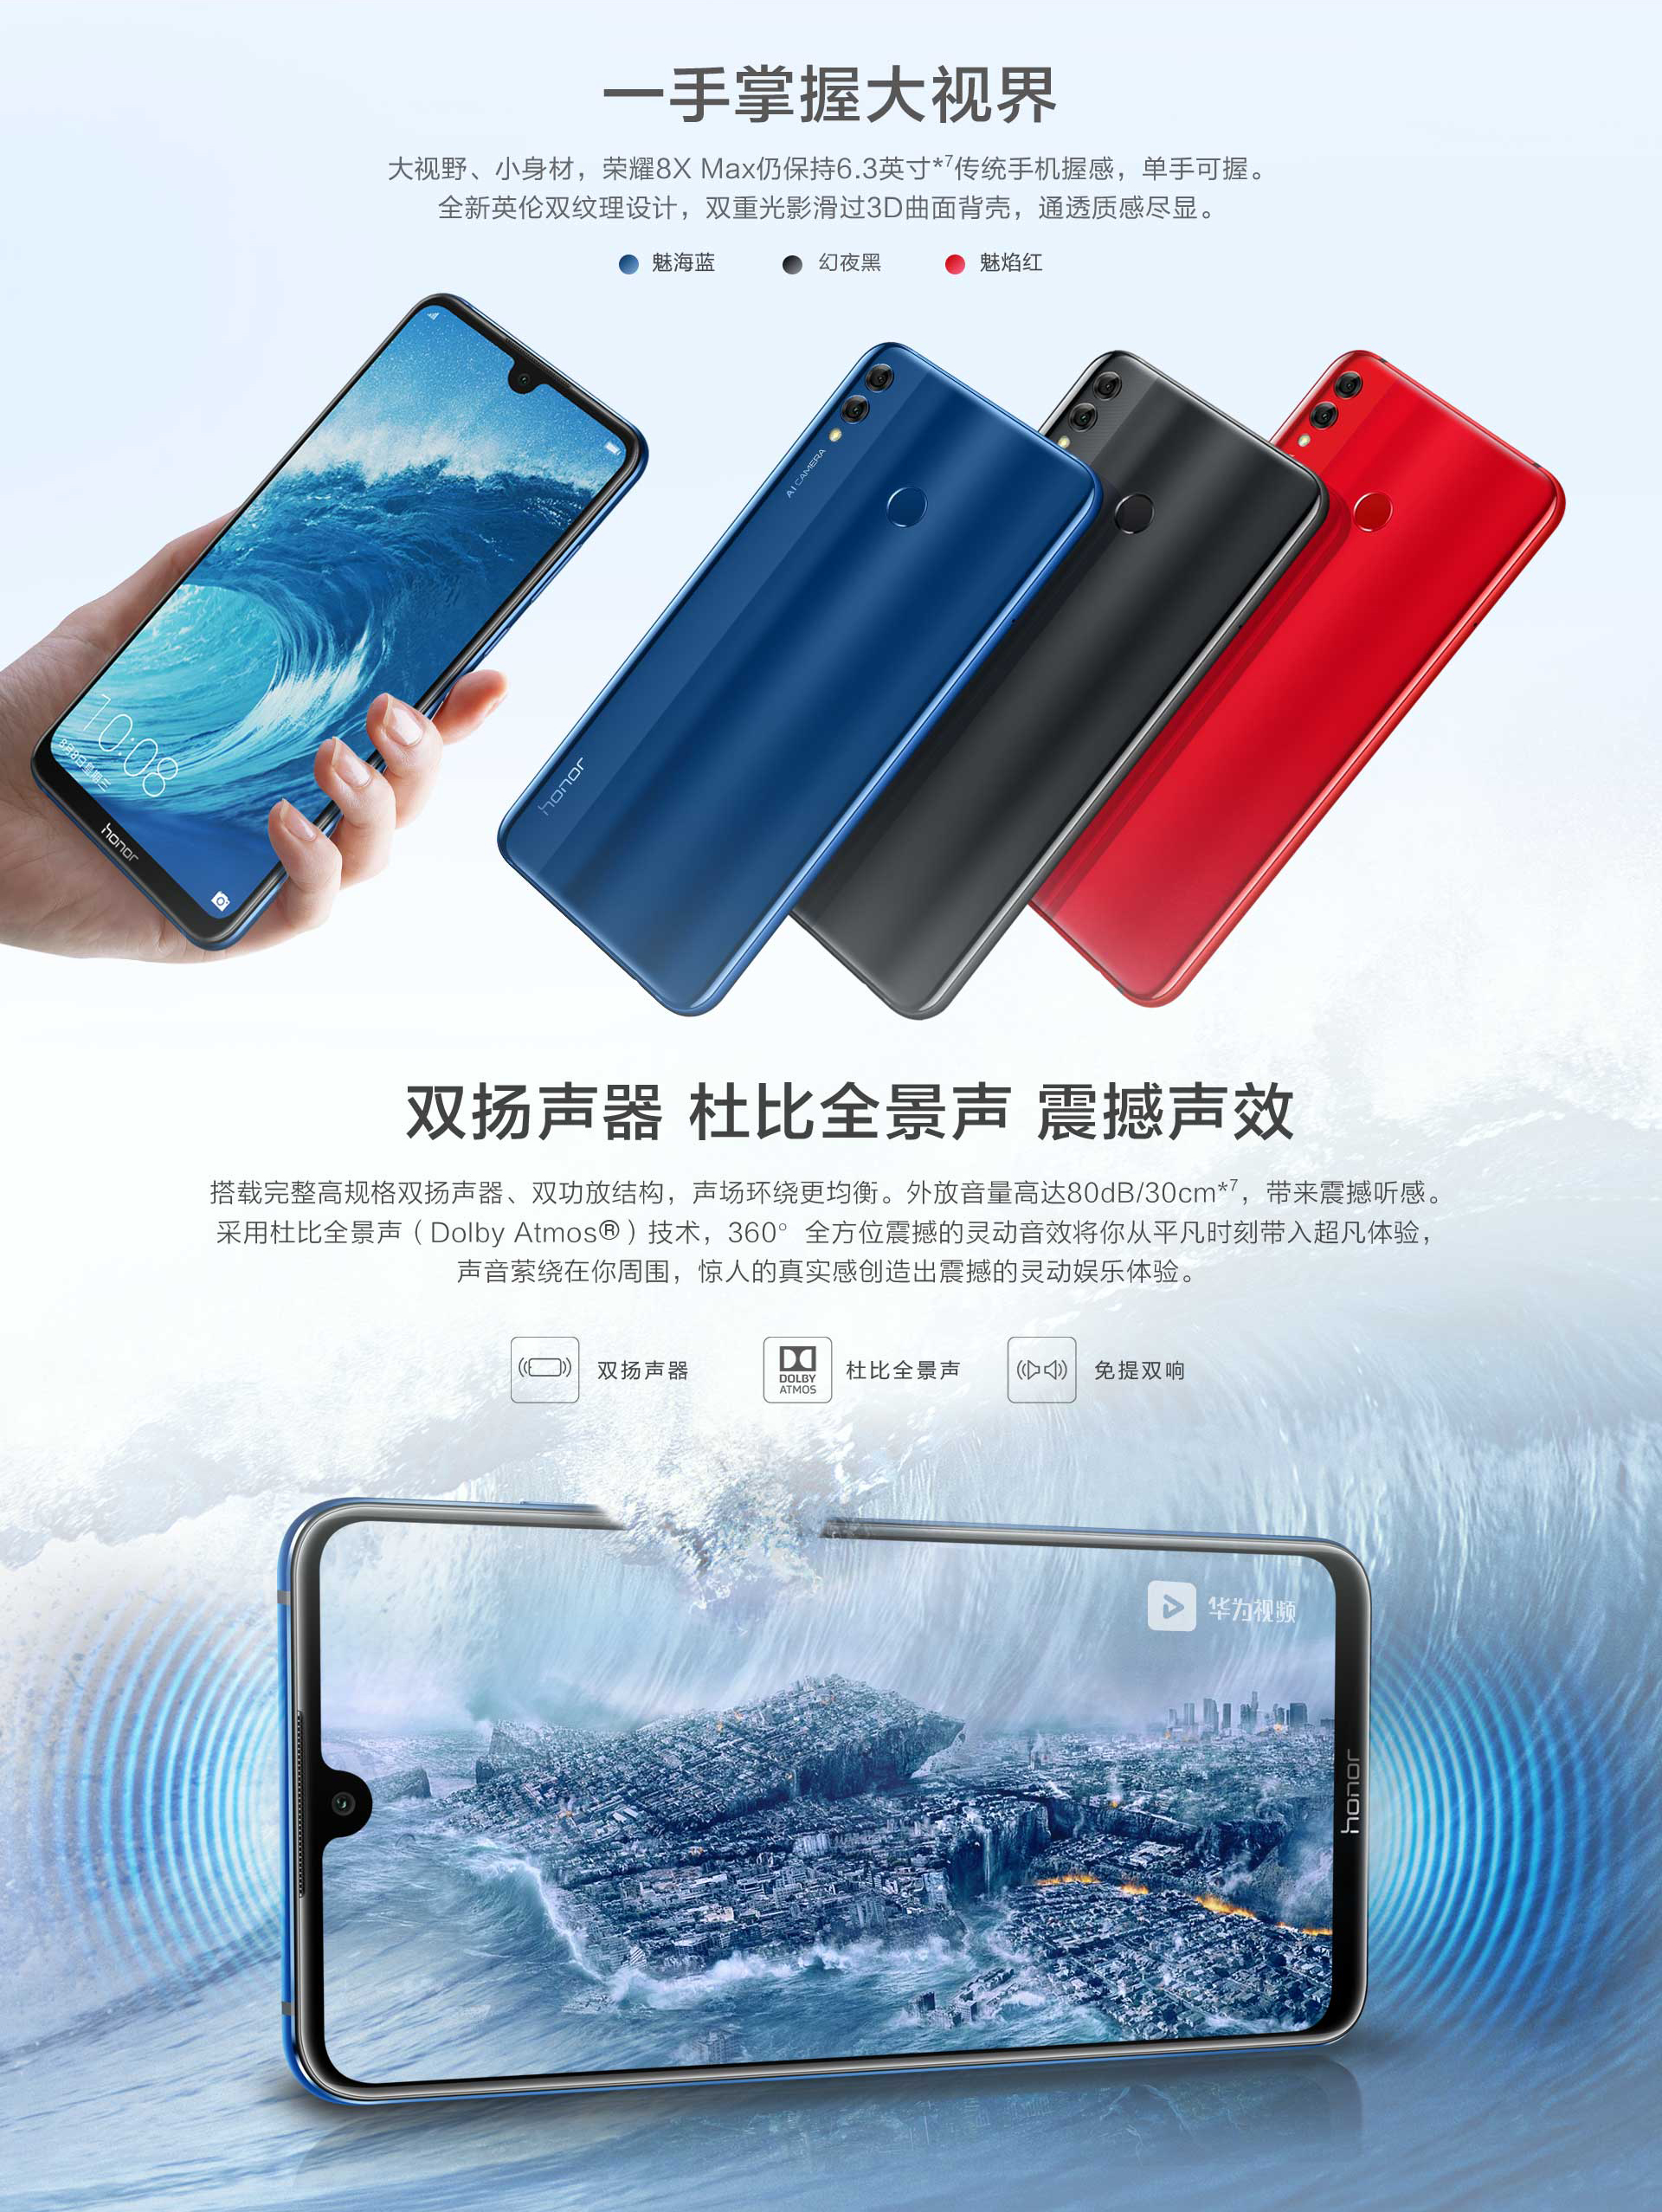 一手掌握大视界
大视野、小身材，荣耀8X Max仍保持6.3英寸*7传统手机握感，单手可握。
全新英伦双纹理设计，双重光影滑过3D曲面背壳，通透质感尽显。
魅海蓝 幻夜黑 魅焰红
AI CAMERA
10:08
8月8日星期三
honor
honor
双扬声器 杜比全景声 震撼声效
搭载完整高规格双扬声器、双功放结构，声场环绕更均衡。外放音量高达80dB/30cm*7，带来震撼听感。
采用杜比全景声（Dolby Atmos®）技术，360°全方位震撼的灵动音效将你从平凡时刻带入超凡体验，
声音萦绕在你周围，惊人的真实感创造出震撼的灵动娱乐体验。
双扬声器
DOLBY
ATMOS
杜比全景声
免提双响
华为视频
honor